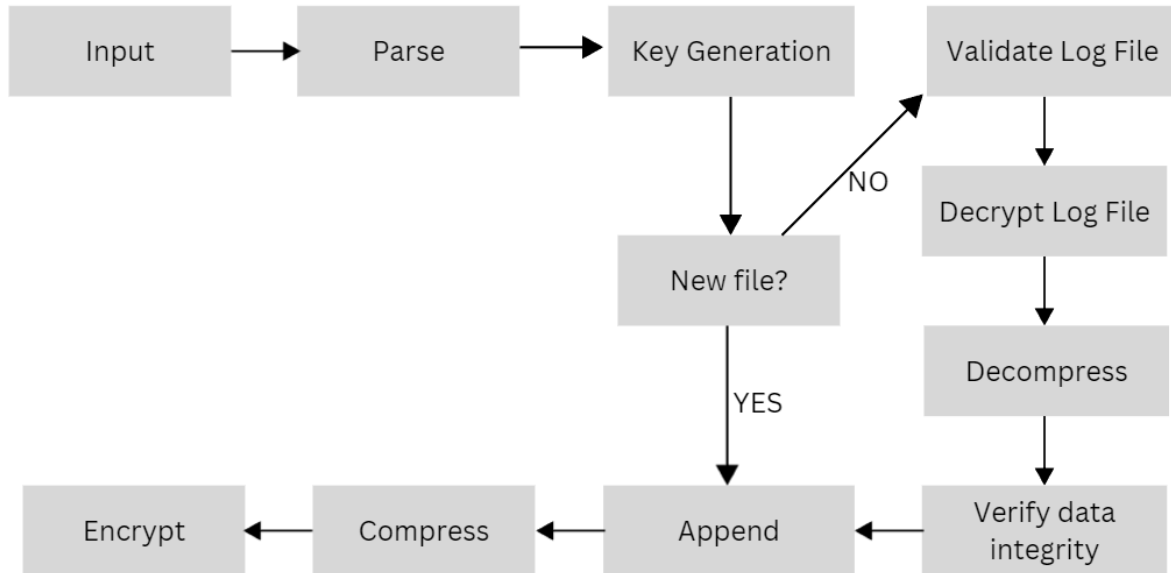 Input
Parse
Key Generation
Validate Log File
NO
Decrypt Log File
New file?
Decompress
YES
Encrypt
Compress
Append
Verify data
integrity